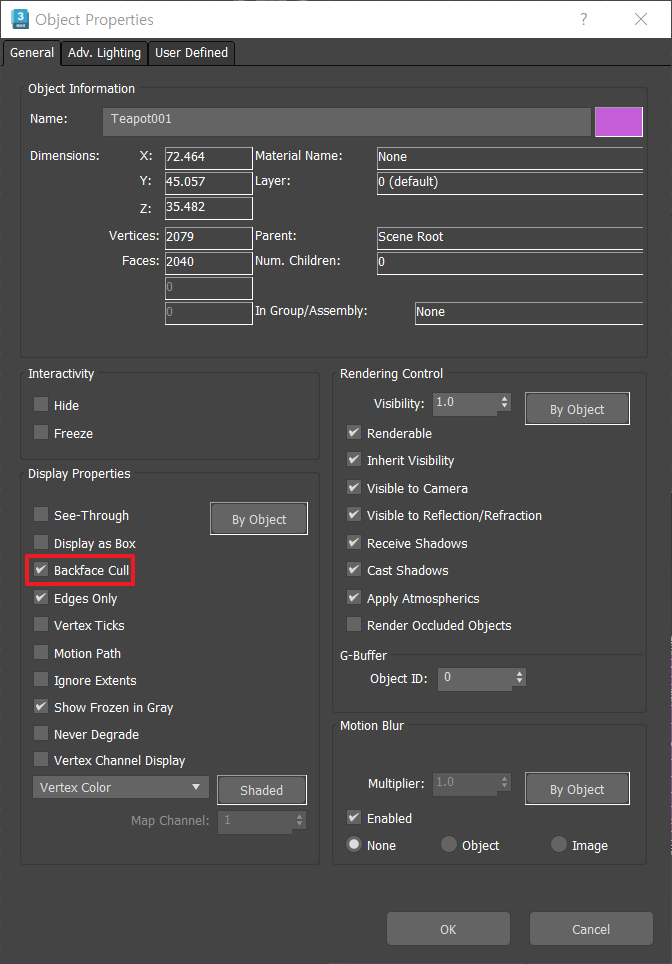 3
MAX
Object Properties
?
General
Adv. Lighting
User Defined
Object Information
Name:
Teapot001
Dimensions:
X:
72.464
Material Name:
None
Y:
45.057
Layer:
0 (default)
Z:
35.482
Vertices:
2079
Parent:
Scene Root
Faces:
2040
Num. Children:
0
0
0
In Group/Assembly:
None
Interactivity
Hide
Freeze
Display Properties
See-Through
By Object
Display as Box
Backface Cull
Edges Only
Vertex Ticks
Motion Path
Ignore Extents
Show Frozen in Gray
Never Degrade
Vertex Channel Display
Vertex Color
Shaded
Map Channel:
1
Rendering Control
Visibility:
1.0
By Object
Renderable
Inherit Visibility
Visible to Camera
Visible to Reflection/Refraction
Receive Shadows
Cast Shadows
Apply Atmospherics
Render Occluded Objects
G-Buffer
Object ID:
0
Motion Blur
Multiplier:
1.0
By Object
Enabled
None
Object
Image
OK
Cancel